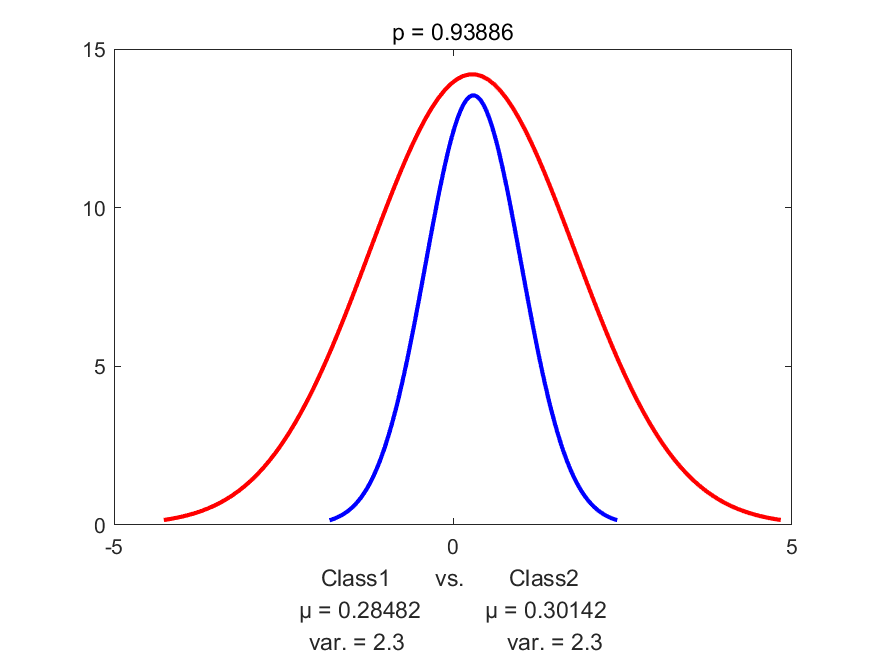 p = 0.93886
15
10
5
0
-5 0 5
Class1 vs. Class2
μ = 0.28482 μ = 0.30142
var. = 2.3 var. = 2.3